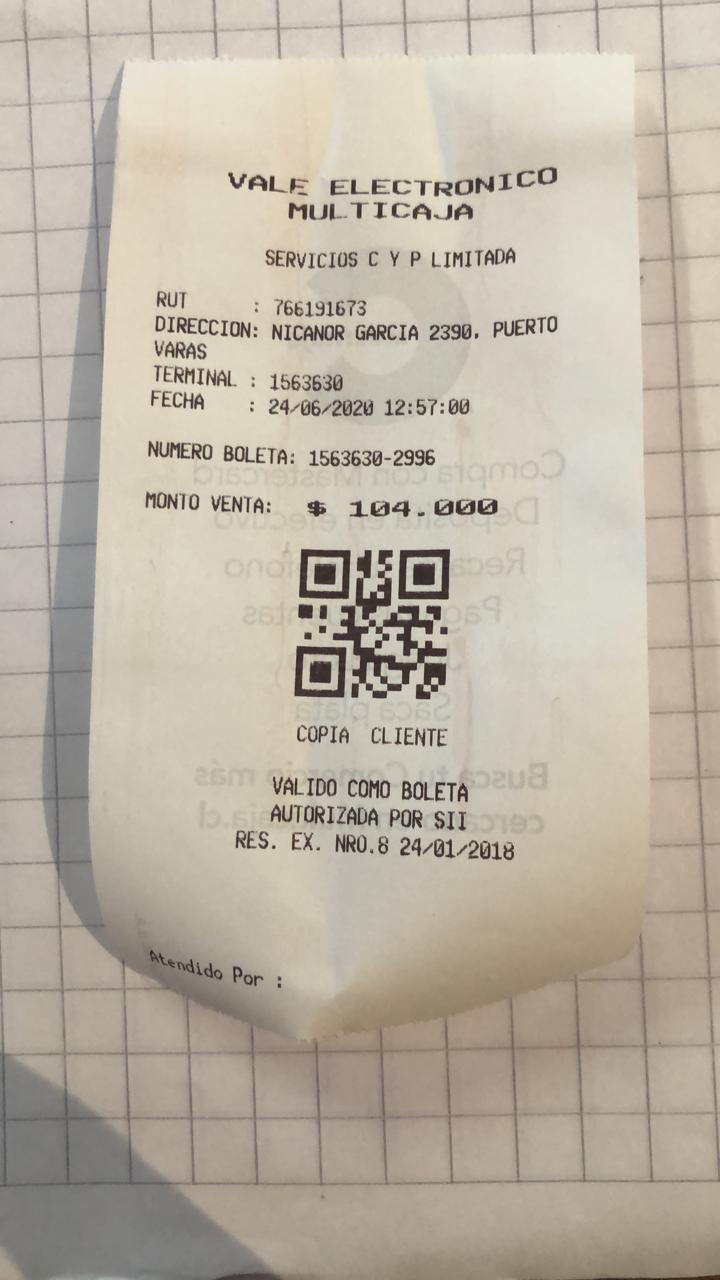 VALE ELECTRONICO
MULTICAJA
SERVICIOS C Y P LIMITADA
RUT : 766191673
DIRECCION: NICANOR GARCIA 2390, PUERTO
VARAS
TERMINAL : 1563630
FECHA : 24/06/2020 12:57:00
NUMERO BOLETA: 1563630-2996
MONTO VENTA: $ 104.000
COPIA CLIENTE
VALIDO COMO BOLETA
AUTORIZADA POR SII
RES. EX. NRO.8 24/01/2018
Atendido Por :